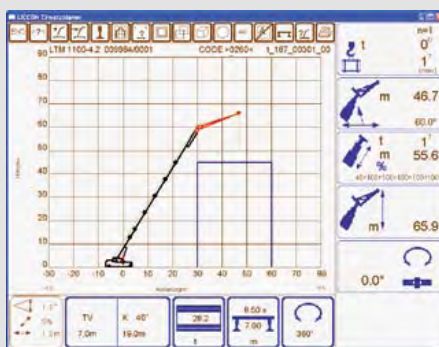 LICCON Einsatzplaner
END
LTM 1100-4.2 099984/0001 CODE >0260< 1_187_00301_00
90
80
70
60
50
40
30
20
10
0
-30 -20 -10 0 10 20 30 40 50 60 70 80
n=1
t 0
1
m 46.7
60.0°
t 1
m 55.6
%
m 65.9
0.0°
TV
7.0m
K 40°
19.0m
28.2
t
8.50 x
7.00
m
360°